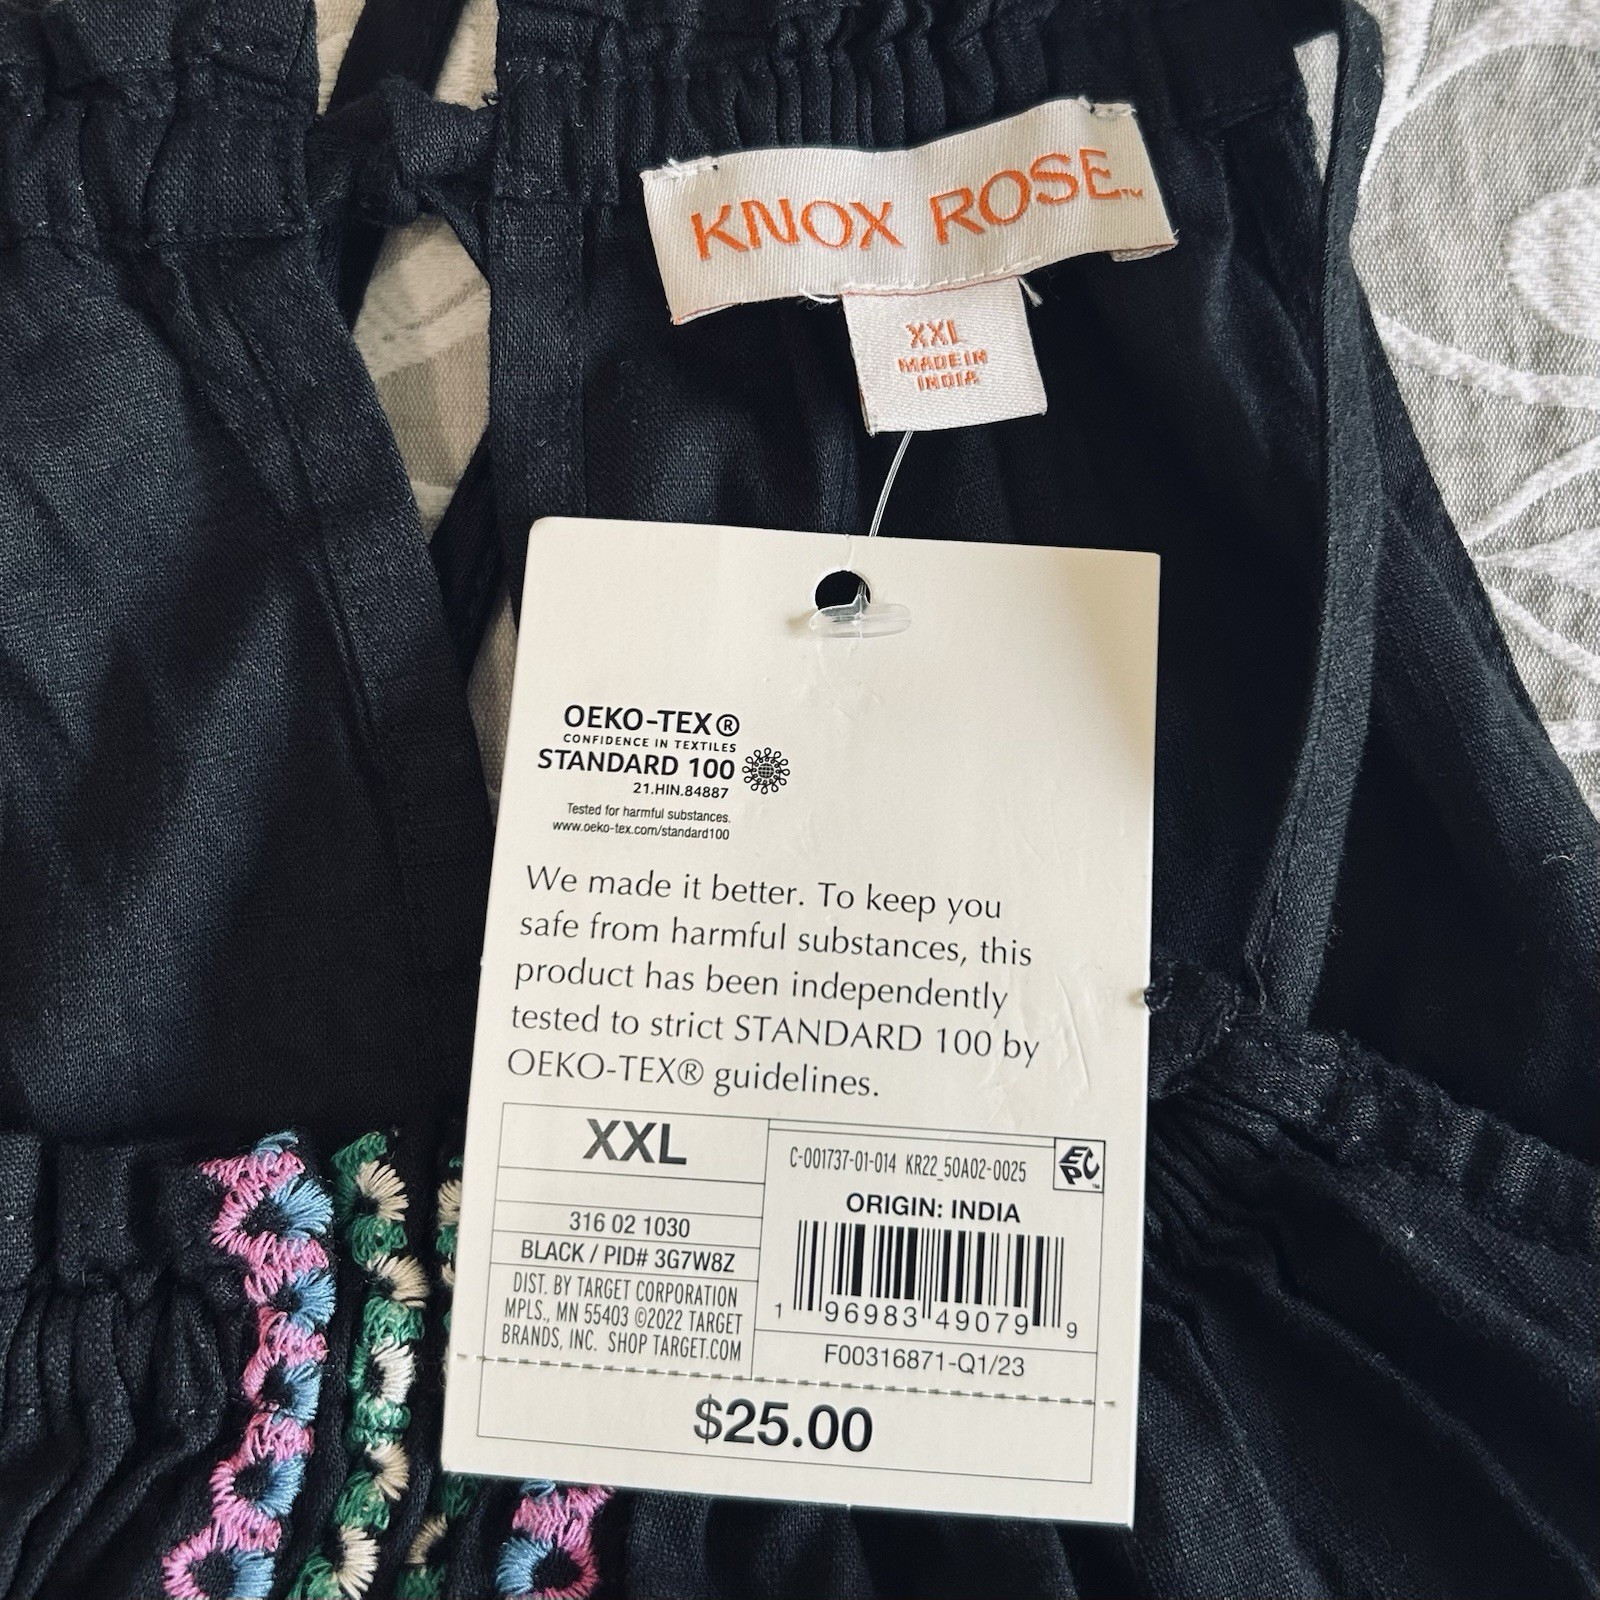 KNOX ROSE™
XXL
MADE IN
INDIA
OEKO-TEX®
CONFIDENCE IN TEXTILES
STANDARD 100
21.HIN.84887
Tested for harmful substances.
www.oeko-tex.com/standard100
We made it better. To keep you
safe from harmful substances, this
product has been independently
tested to strict STANDARD 100 by
OEKO-TEX® guidelines.
XXL
316 02 1030
BLACK / PID# 3G7W8Z
DIST. BY TARGET CORPORATION
MPLS., MN 55403 ©2022 TARGET
BRANDS, INC. SHOP TARGET.COM
C-001737-01-014 KR22_50A02-0025
EPC™
ORIGIN: INDIA
1 96983 49079 9
F00316871-Q1/23
$25.00